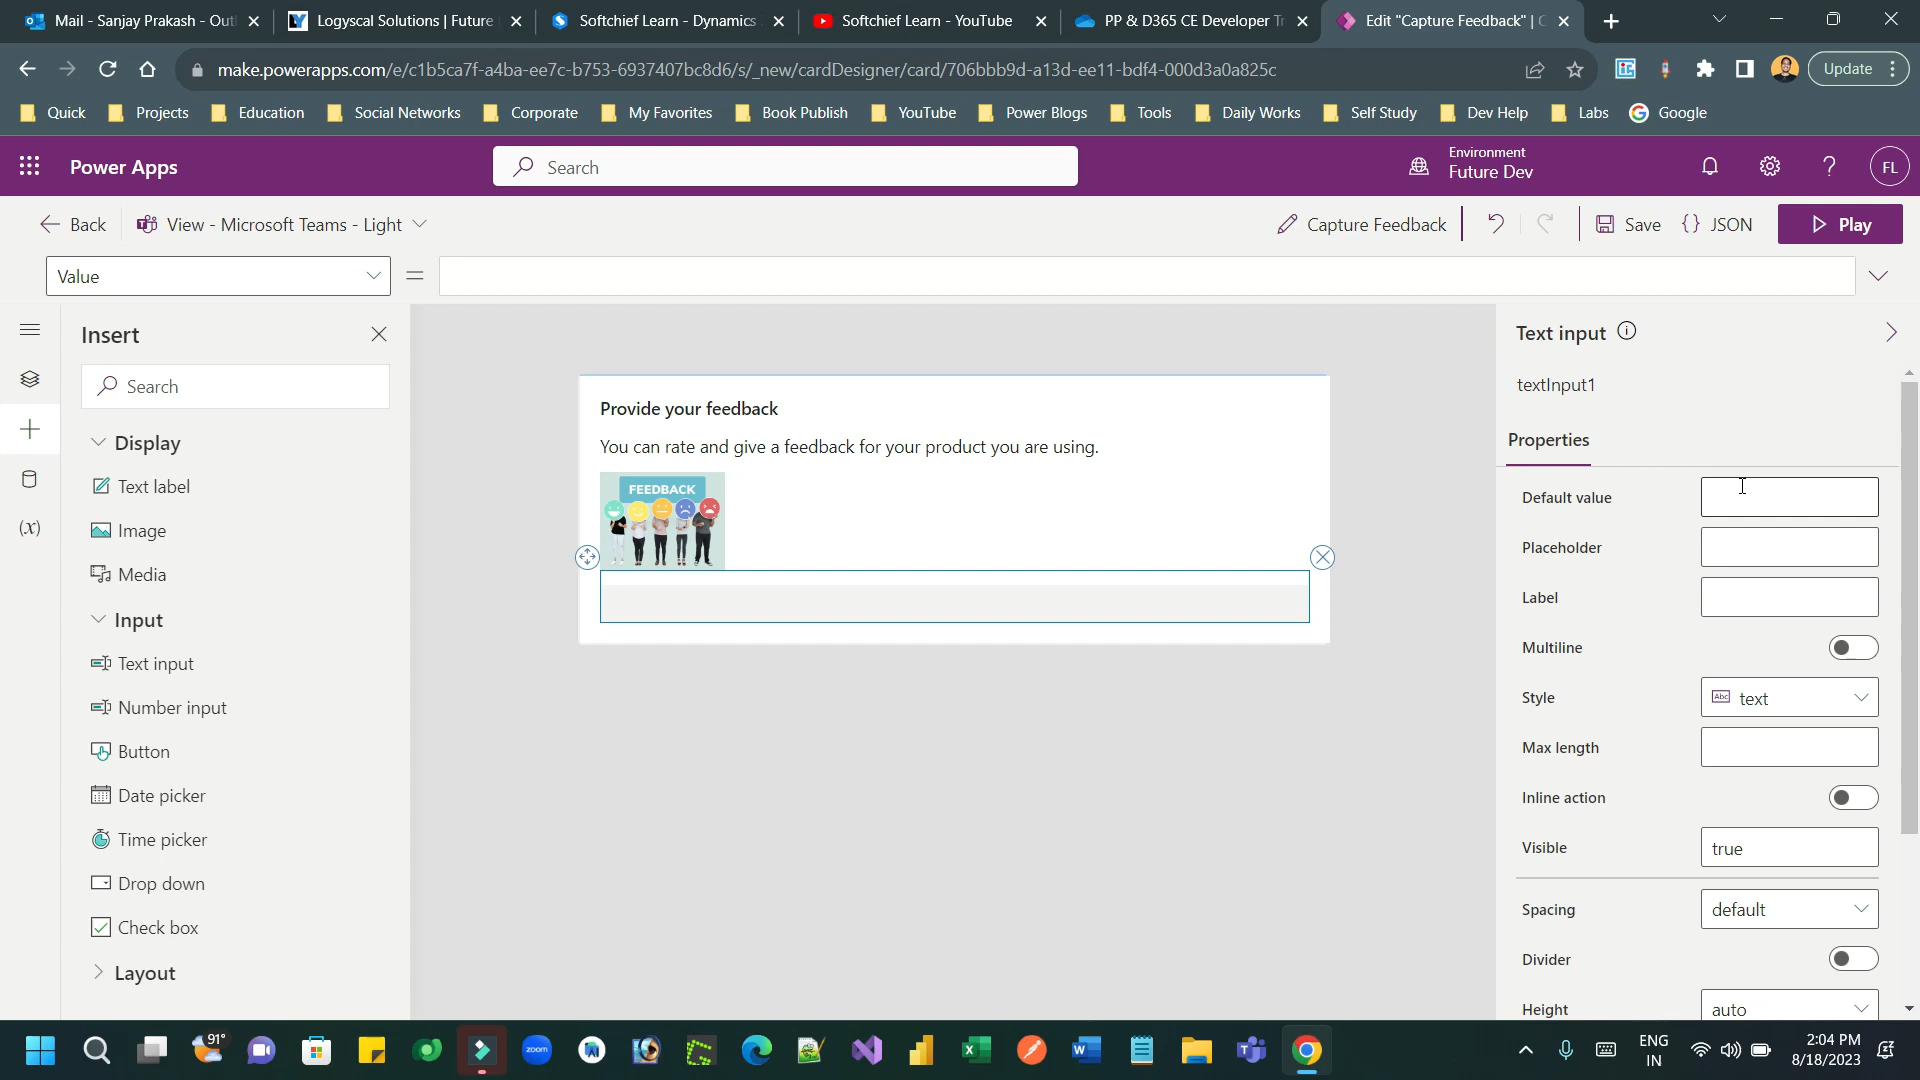 Mail - Sanjay Prakash - Out
Logyscal Solutions | Future
Softchief Learn - Dynamics
Softchief Learn - YouTube
PP & D365 CE Developer Tr
Edit "Capture Feedback" | C
make.powerapps.com/e/c1b5ca7f-a4ba-ee7c-b753-6937407bc8d6/s/_new/cardDesigner/card/706bbb9d-a13d-ee11-bdf4-000d3a0a825c
Update
Quick
Projects
Education
Social Networks
Corporate
My Favorites
Book Publish
YouTube
Power Blogs
Tools
Daily Works
Self Study
Dev Help
Labs
Google
Power Apps
Search
Environment
Future Dev
FL
Back
View - Microsoft Teams - Light
Capture Feedback
Save
{} JSON
Play
Value
=
Insert
Search
Display
Text label
Image
Media
Input
Text input
Number input
Button
Date picker
Time picker
Drop down
Check box
Layout
(x)
Provide your feedback
You can rate and give a feedback for your product you are using.
FEEDBACK
Text input
textInput1
Properties
Default value
Placeholder
Label
Multiline
Style
Abc text
Max length
Inline action
Visible
true
Spacing
default
Divider
Height
auto
91°
zoom
ENG
IN
2:04 PM
8/18/2023